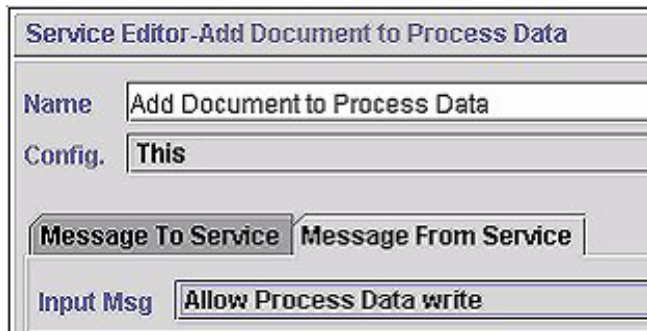 Service Editor-Add Document to Process Data
Name Add Document to Process Data
Config. This
Message To Service Message From Service
Input Msg Allow Process Data write